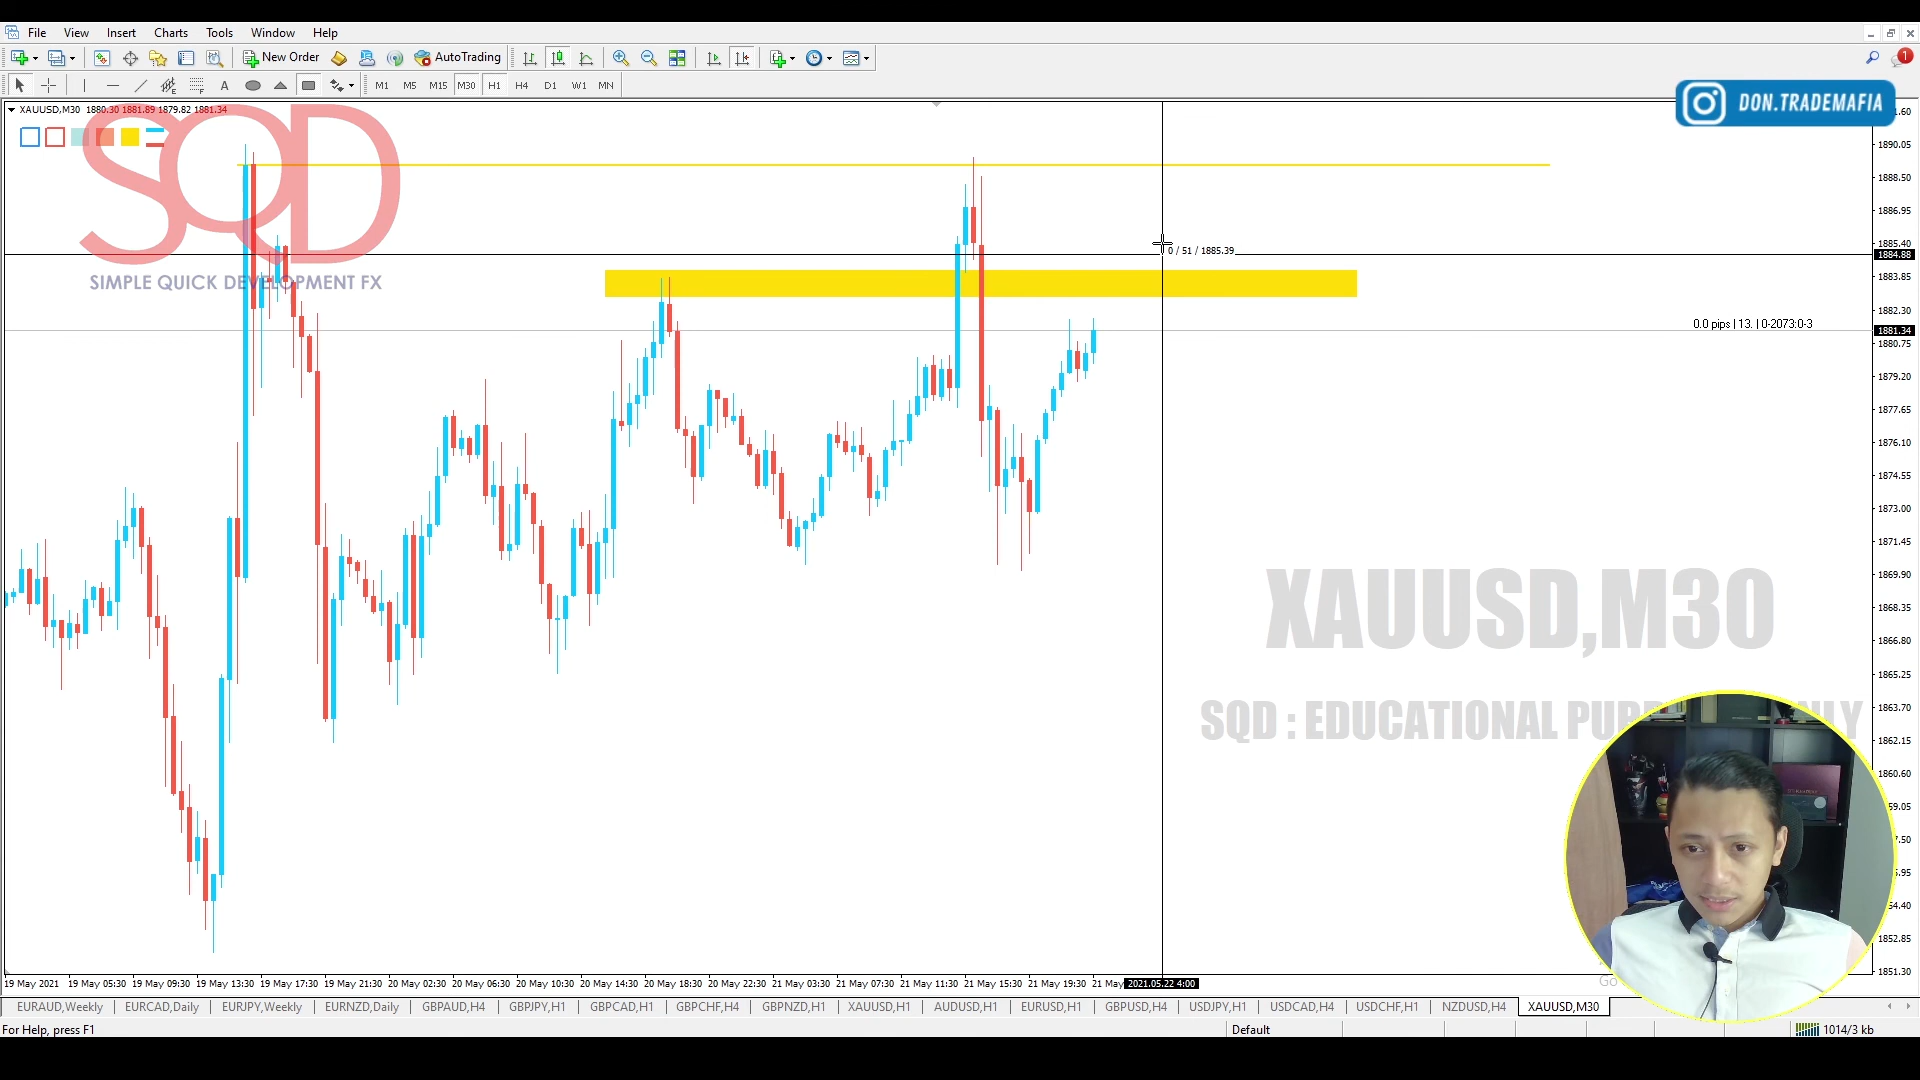 File View Insert Charts Tools Window Help
New Order AutoTrading
A M1 M5 M15 M30 H1 H4 D1 W1 MN
1
DON.TRADEMAFIA
XAUUSD,M30 1880.30 1881.89 1879.82 1881.34
SQD
SIMPLE QUICK DEVELOPMENT FX
0 / 51 / 1885.39
0.0 pips | 13. | 0-2073:0-3
1890.05
1888.50
1886.95
1885.40
1884.88
1883.85
1882.30
1881.34
1880.75
1879.20
1877.65
1876.10
1874.55
1873.00
1871.45
1869.90
1868.35
1866.80
1865.25
1863.70
1862.15
1860.60
1852.85
1851.30
XAUUSD,M30
SQD : EDUCATIONAL
19 May 2021 19 May 05:30 19 May 09:30 19 May 13:30 19 May 17:30 19 May 21:30 20 May 02:30 20 May 06:30 20 May 10:30 20 May 14:30 20 May 18:30 20 May 22:30 21 May 03:30 21 May 07:30 21 May 11:30 21 May 15:30 21 May 19:30 21 May 2021.05.22 4:00
EURAUD,Weekly EURCAD,Daily EURJPY,Weekly EURNZD,Daily GBPAUD,H4 GBPJPY,H1 GBPCAD,H1 GBPCHF,H4 GBPNZD,H1 XAUUSD,H1 AUDUSD,H1 EURUSD,H1 GBPUSD,H4 USDJPY,H1 USDCAD,H4 USDCHF,H1 NZDUSD,H4 XAUUSD,M30
For Help, press F1 Default 1014/3 kb